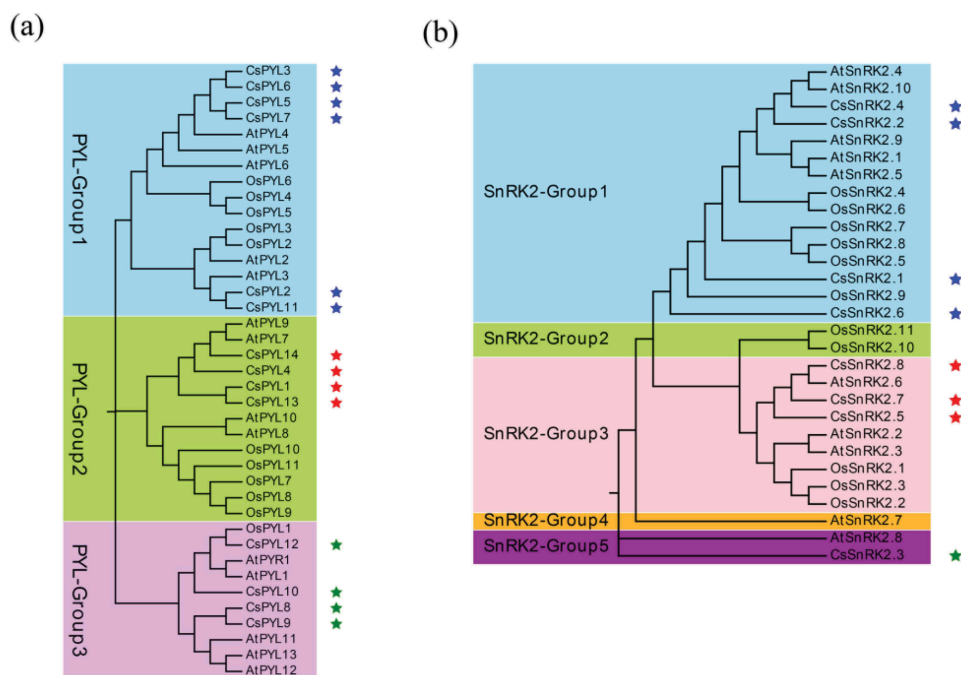 (a)
PYL-Group1
CsPYL3
CsPYL6
CsPYL5
CsPYL7
AtPYL4
AtPYL5
AtPYL6
OsPYL6
OsPYL4
OsPYL5
OsPYL3
OsPYL2
AtPYL2
AtPYL3
CsPYL2
CsPYL11
PYL-Group2
AtPYL9
AtPYL7
CsPYL14
CsPYL4
CsPYL1
CsPYL13
AtPYL10
AtPYL8
OsPYL10
OsPYL11
OsPYL7
OsPYL8
OsPYL9
PYL-Group3
OsPYL1
CsPYL12
AtPYR1
AtPYL1
CsPYL10
CsPYL8
CsPYL9
AtPYL11
AtPYL13
AtPYL12
(b)
SnRK2-Group1
AtSnRK2.4
AtSnRK2.10
CsSnRK2.4
CsSnRK2.2
AtSnRK2.9
AtSnRK2.1
AtSnRK2.5
OsSnRK2.4
OsSnRK2.6
OsSnRK2.7
OsSnRK2.8
OsSnRK2.5
CsSnRK2.1
OsSnRK2.9
CsSnRK2.6
SnRK2-Group2
OsSnRK2.11
OsSnRK2.10
SnRK2-Group3
CsSnRK2.8
AtSnRK2.6
CsSnRK2.7
CsSnRK2.5
AtSnRK2.2
AtSnRK2.3
OsSnRK2.1
OsSnRK2.3
OsSnRK2.2
SnRK2-Group4
AtSnRK2.7
SnRK2-Group5
AtSnRK2.8
CsSnRK2.3